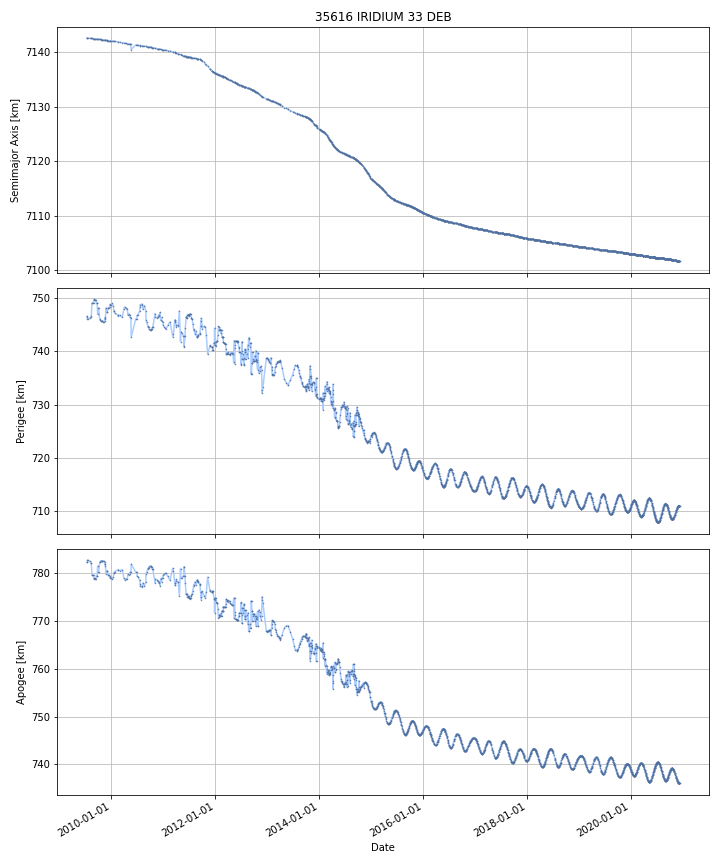 35616 IRIDIUM 33 DEB
Semimajor Axis [km]
7140
7130
7120
7110
7100
Perigee [km]
750
740
730
720
710
Apogee [km]
780
770
760
750
740
2010-01-01 2012-01-01 2014-01-01 2016-01-01 2018-01-01 2020-01-01
Date